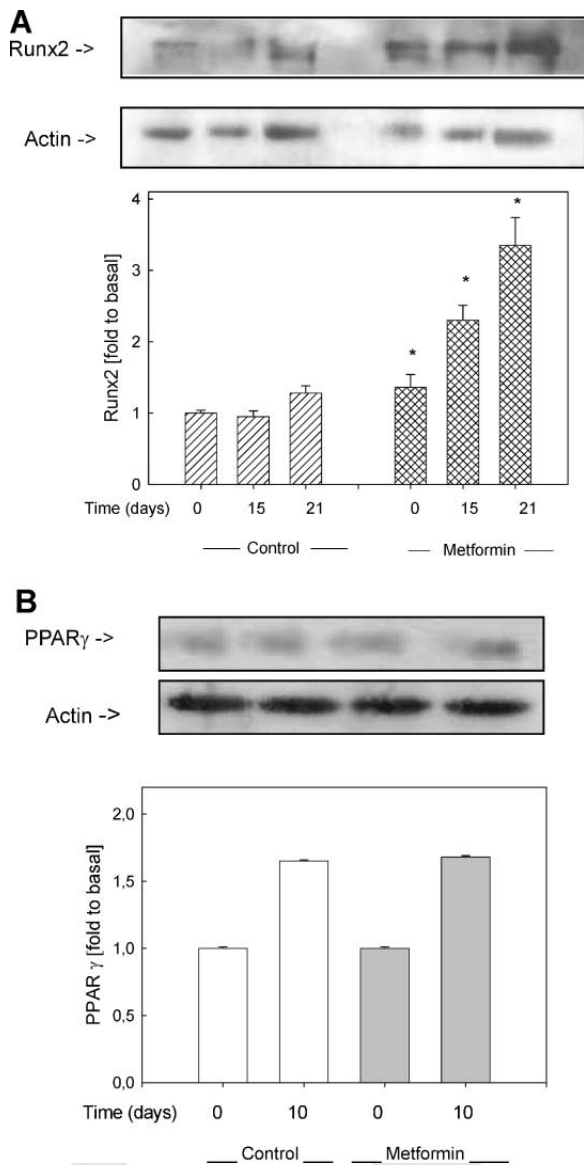 A
Runx2 ->
Actin ->
4
*
*
3
2
*
1
0
Runx2 [fold to basal]
Time (days) 0 15 21 0 15 21
Control Metformin
B
PPARγ ->
Actin ->
2,0
1,5
1,0
0,5
0,0
PPAR γ [fold to basal]
Time (days) 0 10 0 10
Control Metformin